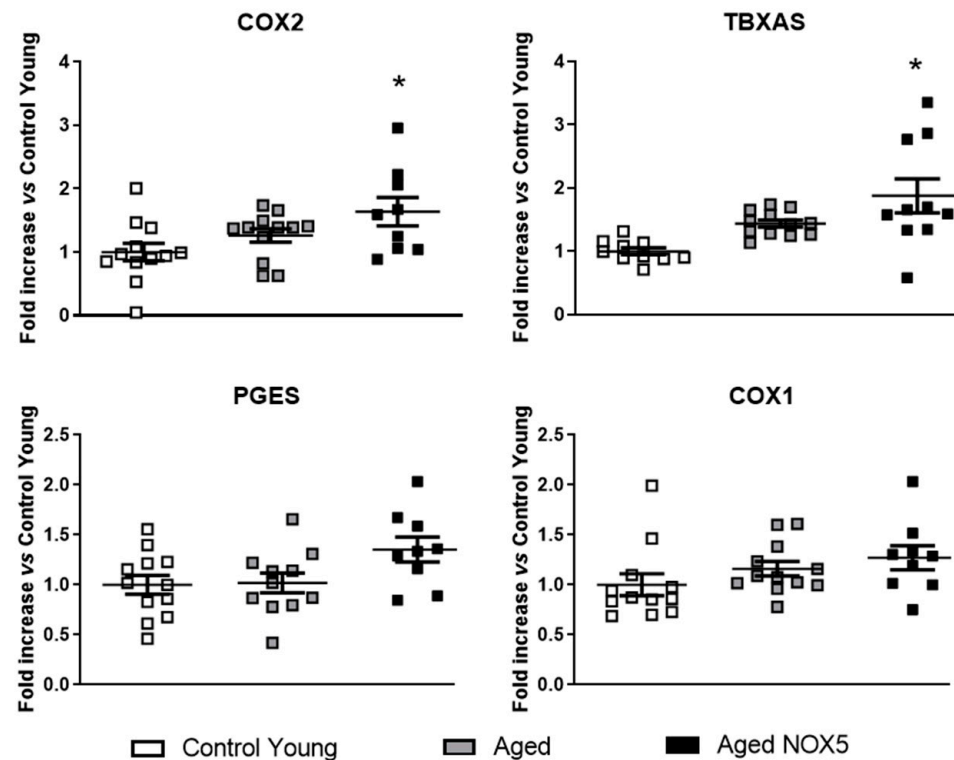 COX2
Fold increase vs Control Young
4
3
2
1
0
*
TBXAS
Fold increase vs Control Young
4
3
2
1
0
*
PGES
Fold increase vs Control Young
2.5
2.0
1.5
1.0
0.5
0.0
COX1
Fold increase vs Control Young
2.5
2.0
1.5
1.0
0.5
0.0
Control Young
Aged
Aged NOX5